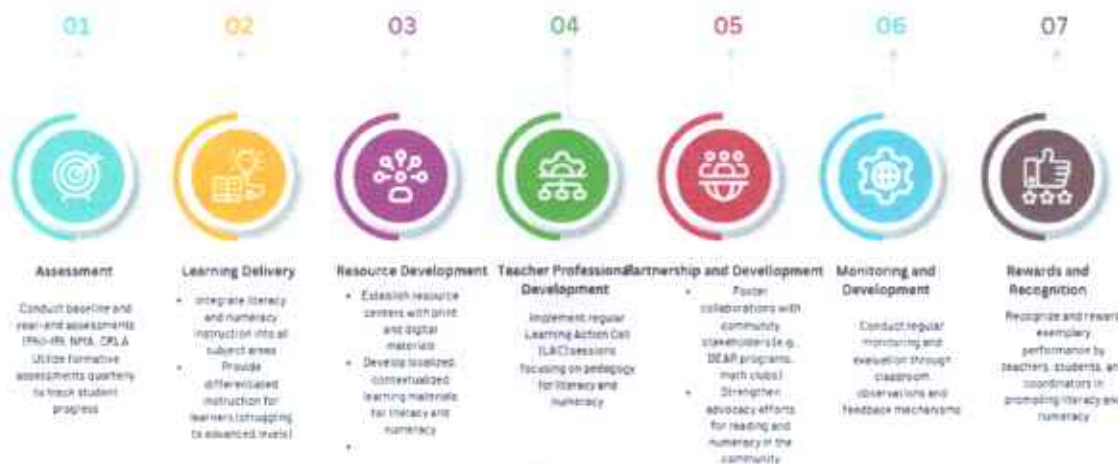 01
02
03
04
05
06
07
Assessment
Conduct baseline and
year-end assessments
(Phil-IRI, NMA, CRLA
Utilize formative
assessments quarterly
to track student
progress
Learning Delivery
• Integrate literacy
and numeracy
instruction into all
subject areas
• Provide
differentiated
instruction for
learners (struggling
to advanced levels)
Resource Development
• Establish resource
centers with print
and digital
materials
• Develop localized,
contextualized
learning materials
for literacy and
numeracy
•
Teacher Professional
Development
Implement regular
Learning Action Cell
(LAC) sessions
focusing on pedagogy
for literacy and
numeracy
Partnership and Devellopment
• Foster
collaborations with
community
stakeholders (e.g.,
DEAR programs,
math clubs)
• Strengthen
advocacy efforts
for reading and
numeracy in the
community
Monitoring and
Development
Conduct regular
monitoring and
evaluation through
classroom
observations and
feedback mechanisms
Rewards and
Recognition
Recognize and reward
exemplary
performance by
teachers, students, an
coordinators in
promoting literacy and
numeracy